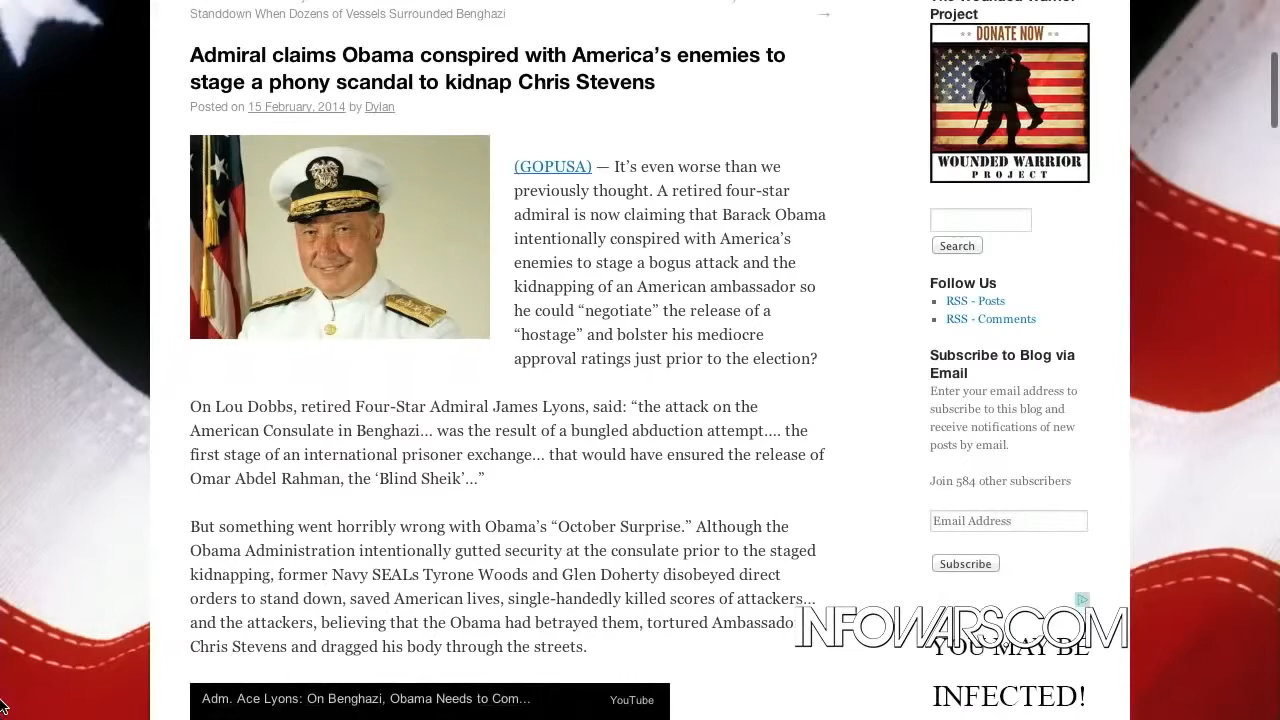 Standdown When Dozens of Vessels Surrounded Benghazi
→
Admiral claims Obama conspired with America’s enemies to
stage a phony scandal to kidnap Chris Stevens
Posted on 15 February, 2014 by Dylan
(GOPUSA) — It’s even worse than we
previously thought. A retired four-star
admiral is now claiming that Barack Obama
intentionally conspired with America’s
enemies to stage a bogus attack and the
kidnapping of an American ambassador so
he could “negotiate” the release of a
“hostage” and bolster his mediocre
approval ratings just prior to the election?
On Lou Dobbs, retired Four-Star Admiral James Lyons, said: “the attack on the
American Consulate in Benghazi… was the result of a bungled abduction attempt…. the
first stage of an international prisoner exchange… that would have ensured the release of
Omar Abdel Rahman, the ‘Blind Sheik’…”
But something went horribly wrong with Obama’s “October Surprise.” Although the
Obama Administration intentionally gutted security at the consulate prior to the staged
kidnapping, former Navy SEALs Tyrone Woods and Glen Doherty disobeyed direct
orders to stand down, saved American lives, single-handedly killed scores of attackers…
and the attackers, believing that the Obama had betrayed them, tortured Ambassado
Chris Stevens and dragged his body through the streets.
Adm. Ace Lyons: On Benghazi, Obama Needs to Com...
YouTube
The Wounded Warrior
Project
DONATE NOW
WOUNDED WARRIOR
PROJECT
Search
Follow Us
RSS - Posts
RSS - Comments
Subscribe to Blog via
Email
Enter your email address to
subscribe to this blog and
receive notifications of new
posts by email.
Join 584 other subscribers
Email Address
Subscribe
INFOWARS.COM
YOU MAY BE
INFECTED!